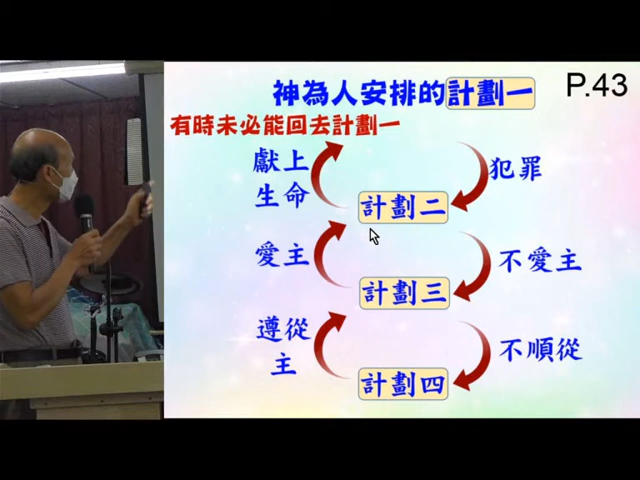 神為人安排的計劃一
P.43
有時未必能回去計劃一
獻上
生命
犯罪
計劃二
愛主
不愛主
計劃三
遵從
主
不順從
計劃四